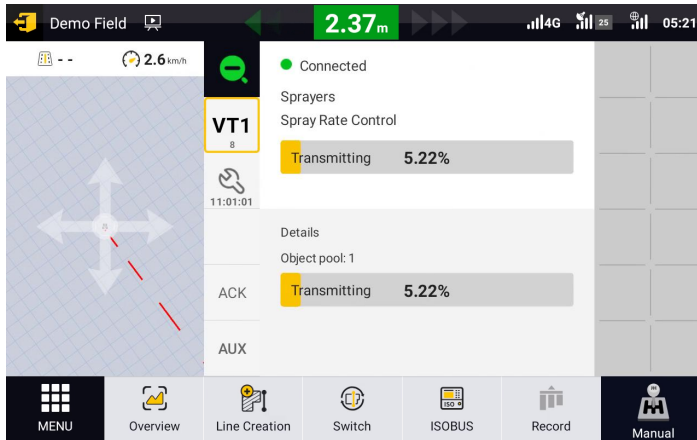 Demo Field
2.37m
4G
25
05:21
- -
2.6 km/h
VT1
8
11:01:01
ACK
AUX
Connected
Sprayers
Spray Rate Control
Transmitting 5.22%
Details
Object pool: 1
Transmitting 5.22%
MENU
Overview
Line Creation
Switch
ISO
ISOBUS
Record
Manual